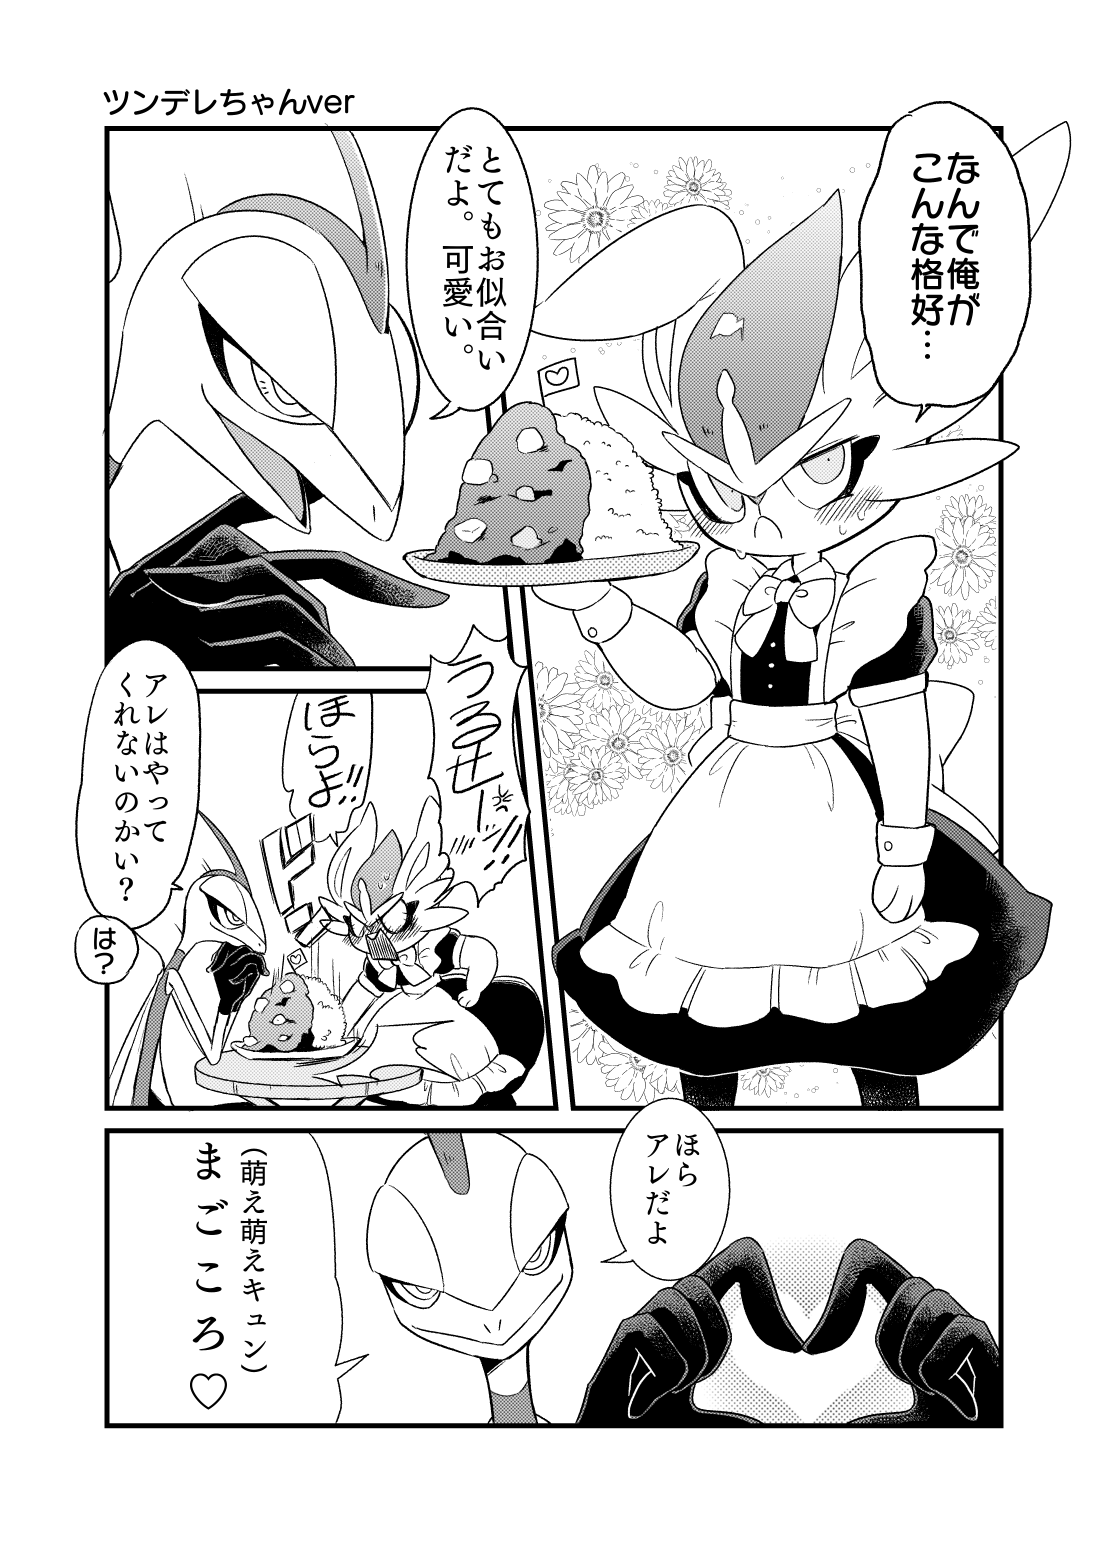 ツンデレちゃんver
なんで俺が
こんな格好…
とてもお似合い
だよ。可愛い。
うるせー!!
ほらよ!!
ドンッ
アレはやって
くれないのかい？
は？
ほら
アレだよ
(萌え萌えキュン)
まごころ♡